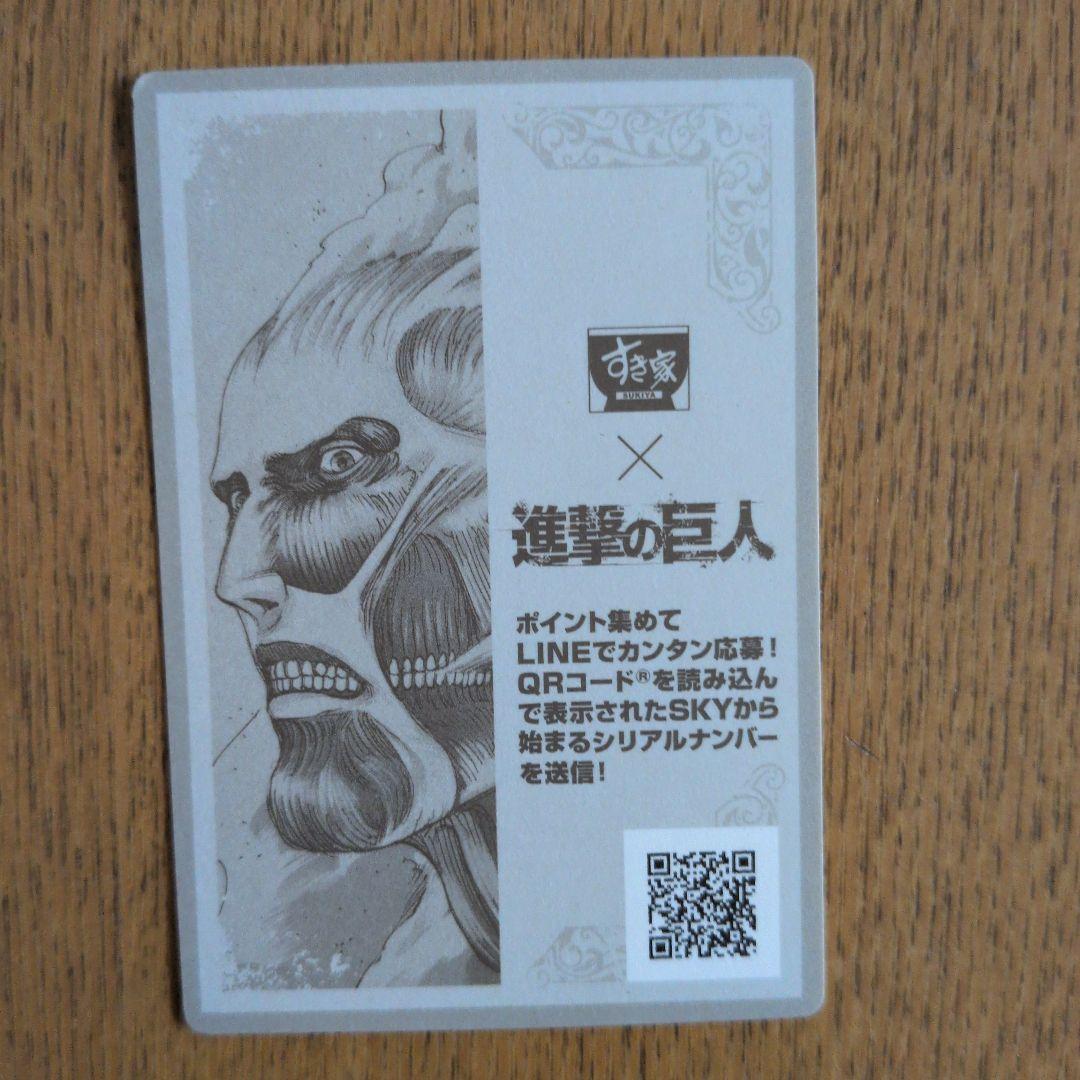 すき家
SUKIYA
×
進撃の巨人
ポイント集めて
LINEでカンタン応募！
QRコード®を読み込ん
で表示されたSKYから
始まるシリアルナンバー
を送信！